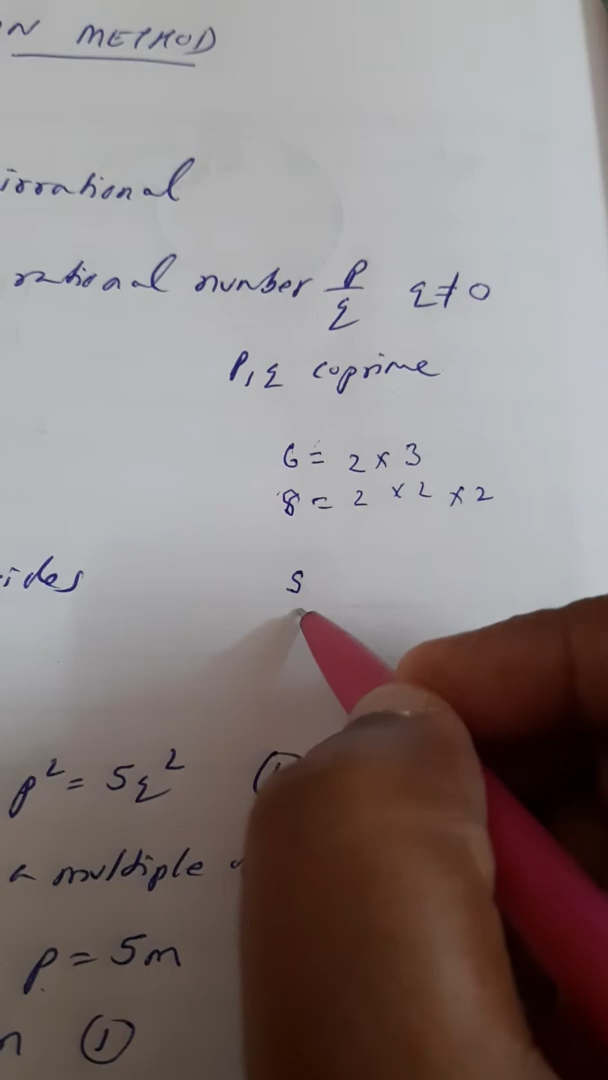 N METHOD
irrational
rational number p/q q≠0
P, q coprime
6 = 2 × 3
8 = 2 × 2 × 2
ides
5
p² = 5q² ①
a multiple
p = 5m
n ①